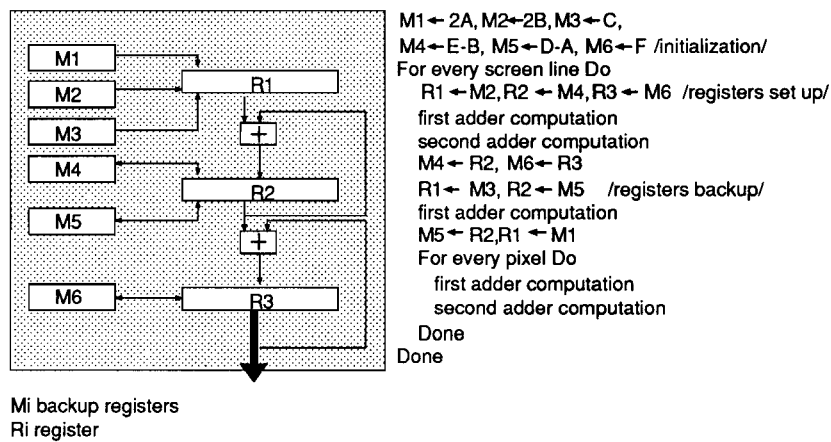 M1
M2
M3
M4
M5
M6
R1
+
R2
+
R3
M1 ← 2A, M2 ← 2B, M3 ← C,
M4 ← E-B, M5 ← D-A, M6 ← F /initialization/
For every screen line Do
R1 ← M2, R2 ← M4, R3 ← M6 /registers set up/
first adder computation
second adder computation
M4 ← R2, M6 ← R3
R1 ← M3, R2 ← M5 /registers backup/
first adder computation
M5 ← R2, R1 ← M1
For every pixel Do
first adder computation
second adder computation
Done
Done
Mi backup registers
Ri register